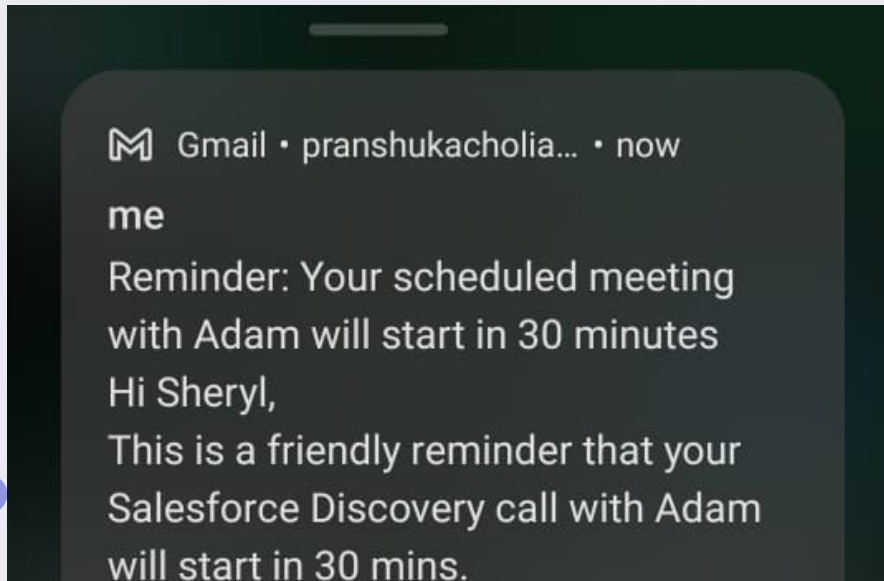 Gmail • pranshukacholia... • now
me
Reminder: Your scheduled meeting
with Adam will start in 30 minutes
Hi Sheryl,
This is a friendly reminder that your
Salesforce Discovery call with Adam
will start in 30 mins.